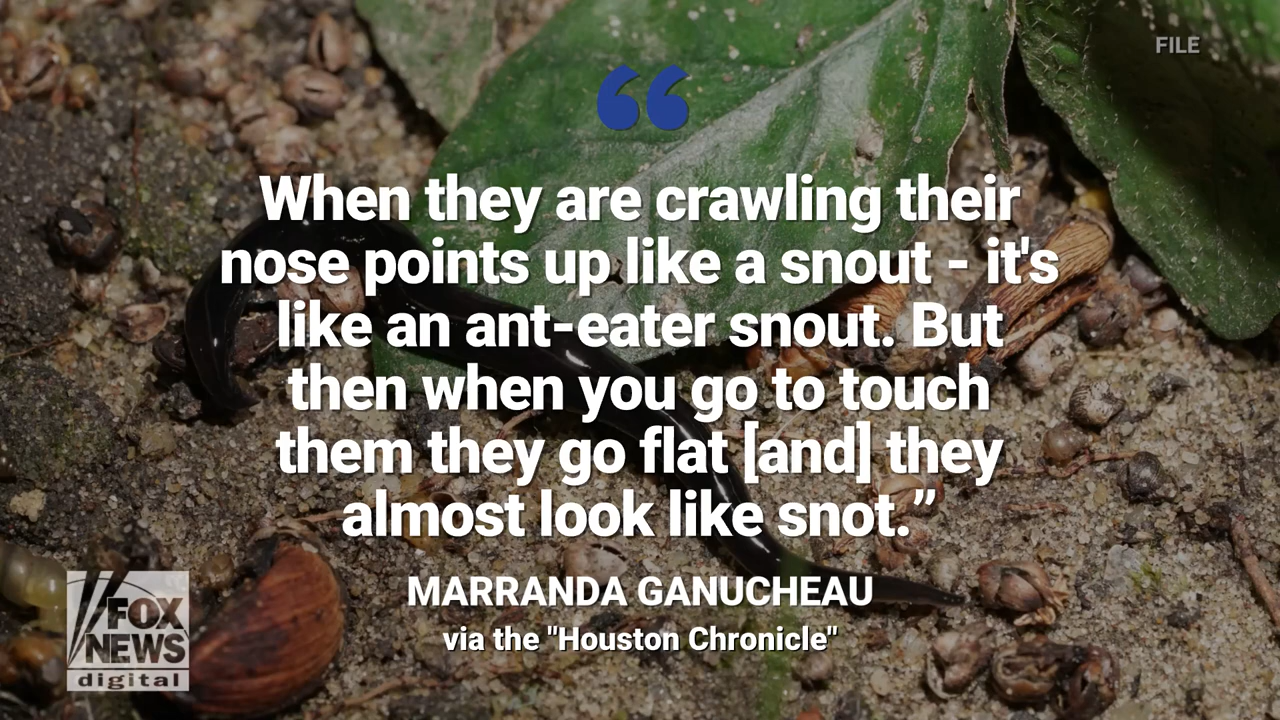 FILE
“
When they are crawling their
nose points up like a snout - it's
like an ant-eater snout. But
then when you go to touch
them they go flat [and] they
almost look like snot.”
MARRANDA GANUCHEAU
via the "Houston Chronicle"
FOX
NEWS
digital